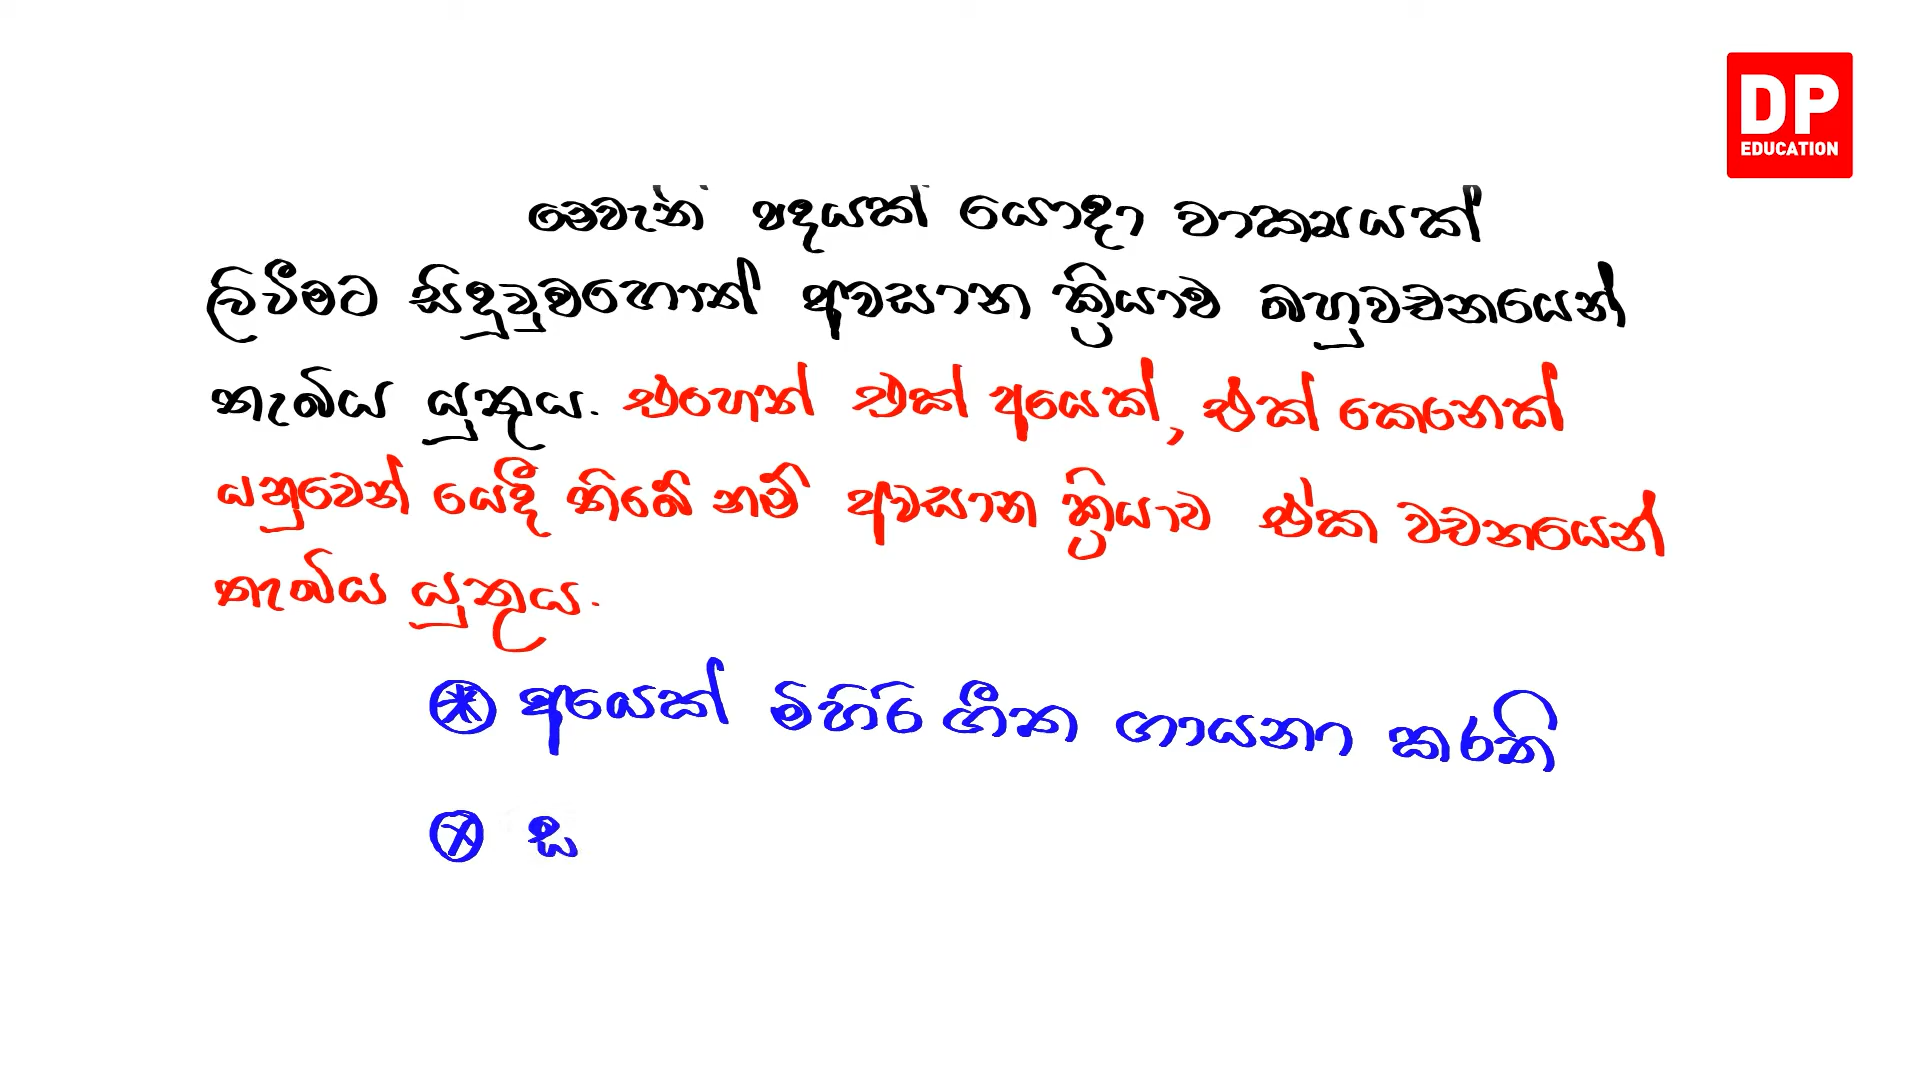 DP
EDUCATION
මෙවැනි පදයක් යොදා වාක්‍යයක්
ලිවීමට සිදුවුවහොත් අවසාන ක්‍රියාව බහුවචනයෙන්
තැබිය යුතුය. එහෙත් එක් අයෙක්, එක් කෙනෙක්
යනුවෙන් යෙදී තිබේ නම් අවසාන ක්‍රියාව ඒක වචනයෙන්
තැබිය යුතුය.
අයෙක් මිහිරි ගීත ගායනා කරති